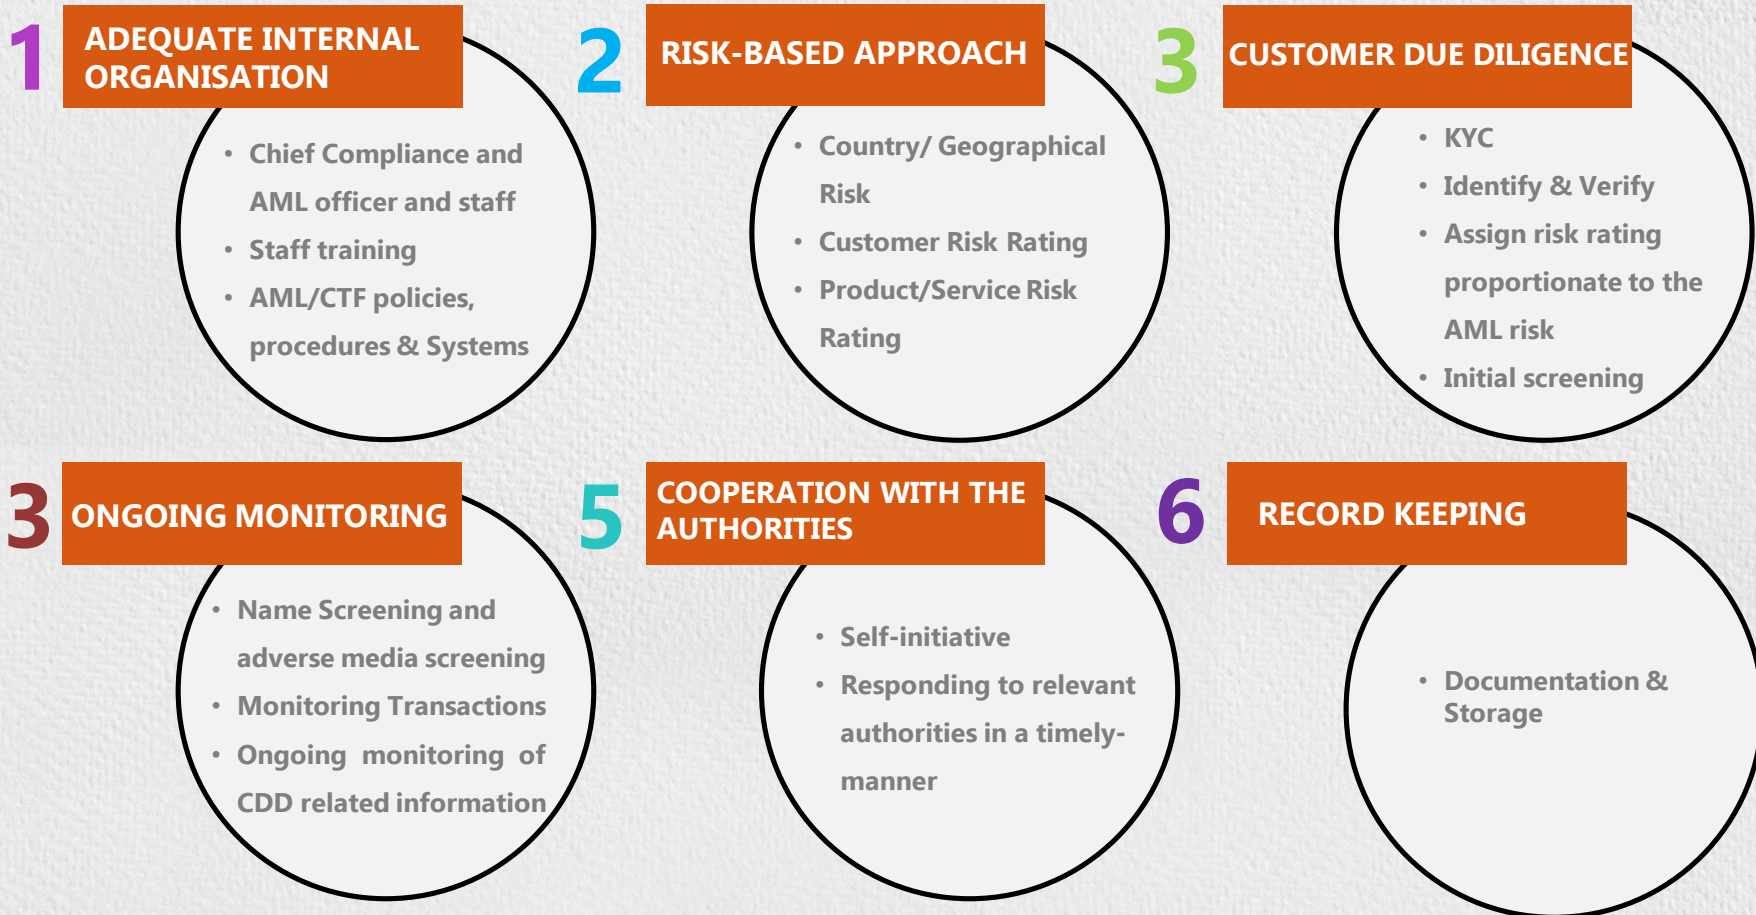 1
ADEQUATE INTERNAL
ORGANISATION
• Chief Compliance and
AML officer and staff
• Staff training
• AML/CTF policies,
procedures & Systems
2
RISK-BASED APPROACH
• Country/ Geographical
Risk
• Customer Risk Rating
• Product/Service Risk
Rating
3
CUSTOMER DUE DILIGENCE
• KYC
• Identify & Verify
• Assign risk rating
proportionate to the
AML risk
• Initial screening
3
ONGOING MONITORING
• Name Screening and
adverse media screening
• Monitoring Transactions
• Ongoing monitoring of
CDD related information
5
COOPERATION WITH THE
AUTHORITIES
• Self-initiative
• Responding to relevant
authorities in a timely-
manner
6
RECORD KEEPING
• Documentation &
Storage